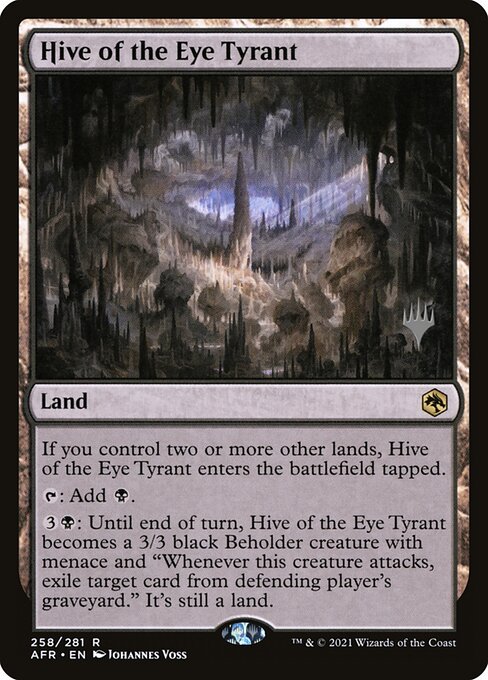 Hive of the Eye Tyrant
Land
If you control two or more other lands, Hive
of the Eye Tyrant enters the battlefield tapped.
: Add .
3: Until end of turn, Hive of the Eye Tyrant
becomes a 3/3 black Beholder creature with
menace and “Whenever this creature attacks,
exile target card from defending player’s
graveyard.” It’s still a land.
258/281 R
AFR • EN Johannes Voss
™ & © 2021 Wizards of the Coast